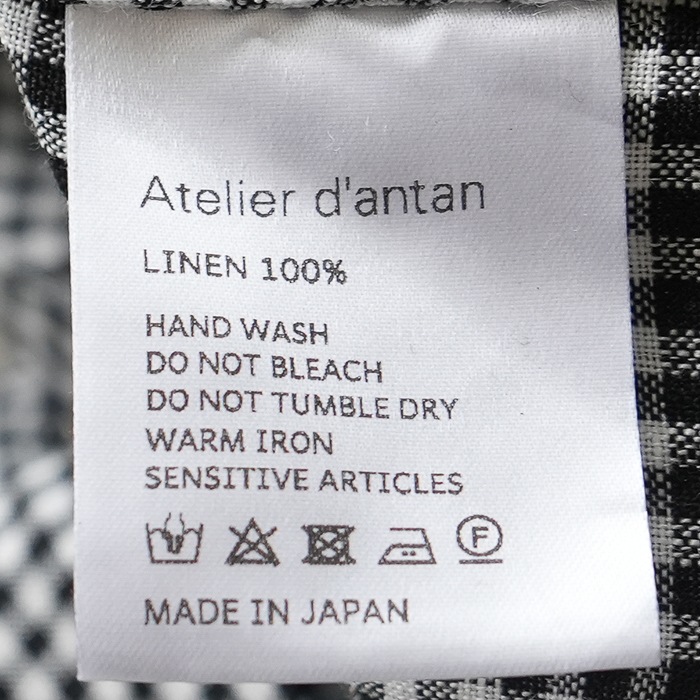 Atelier d'antan
LINEN 100%
HAND WASH
DO NOT BLEACH
DO NOT TUMBLE DRY
WARM IRON
SENSITIVE ARTICLES
F
MADE IN JAPAN